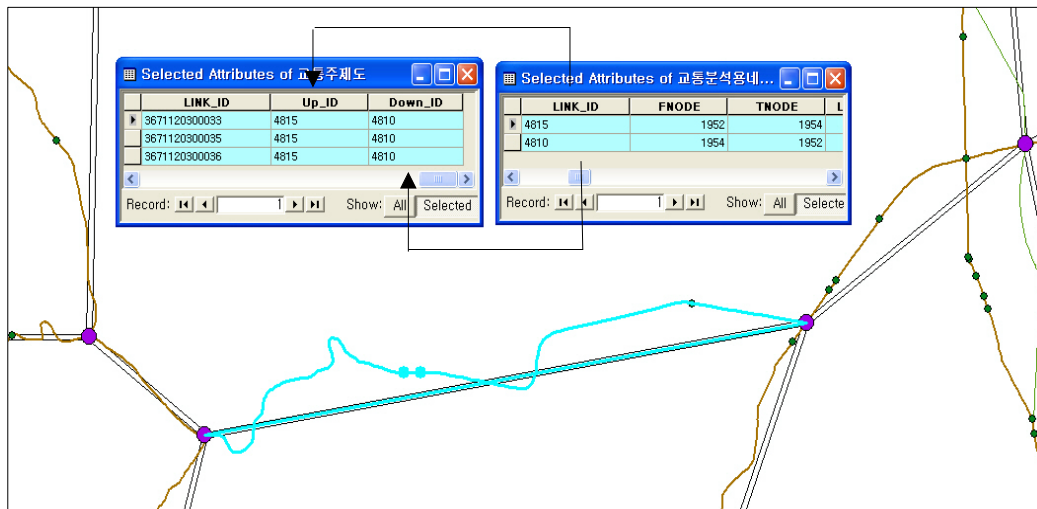 Selected Attributes of 교통주제도
LINK_ID Up_ID Down_ID
3671120300033 4815 4810
3671120300035 4815 4810
3671120300036 4815 4810
Record: 1 Show: All Selected
Selected Attributes of 교통분석용네...
LINK_ID FNODE TNODE L
4815 1952 1954
4810 1954 1952
Record: 1 Show: All Selecte